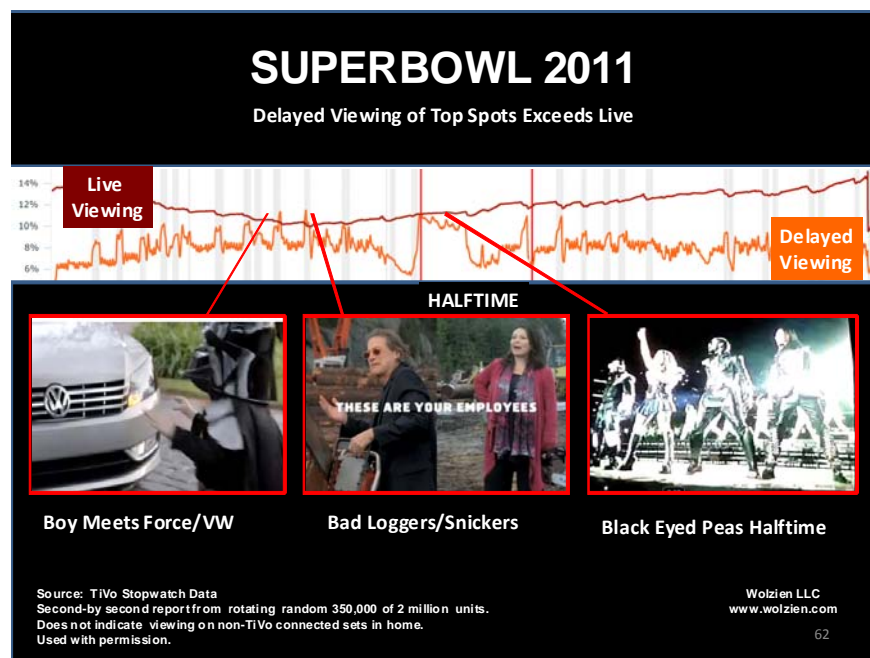 SUPERBOWL 2011
Delayed Viewing of Top Spots Exceeds Live
14%
12%
10%
8%
6%
Live
Viewing
Delayed
Viewing
HALFTIME
THESE ARE YOUR EMPLOYEES
Boy Meets Force/VW
Bad Loggers/Snickers
Black Eyed Peas Halftime
Source: TiVo Stopwatch Data
Second-by second report from rotating random 350,000 of 2 million units.
Does not indicate viewing on non-TiVo connected sets in home.
Used with permission.
Wolzien LLC
www.wolzien.com
62